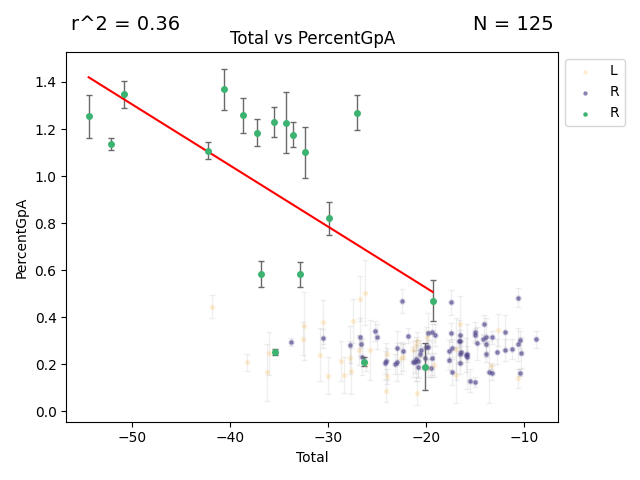 r^2 = 0.36
N = 125
Total vs PercentGpA
L
R
R
PercentGpA
1.4
1.2
1.0
0.8
0.6
0.4
0.2
0.0
−50
−40
−30
−20
−10
Total